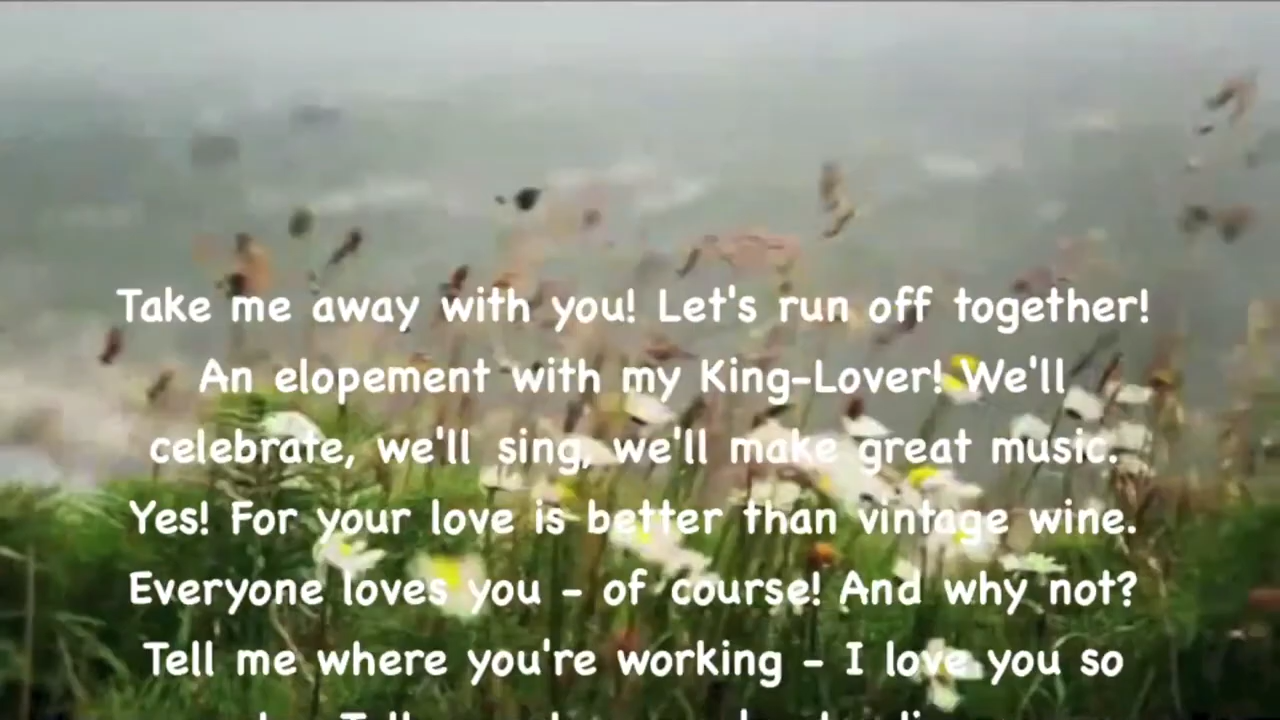 Take me away with you! Let's run off together!
An elopement with my King-Lover! We'll
celebrate, we'll sing, we'll make great music.
Yes! For your love is better than vintage wine.
Everyone loves you - of course! And why not?
Tell me where you're working - I love you so